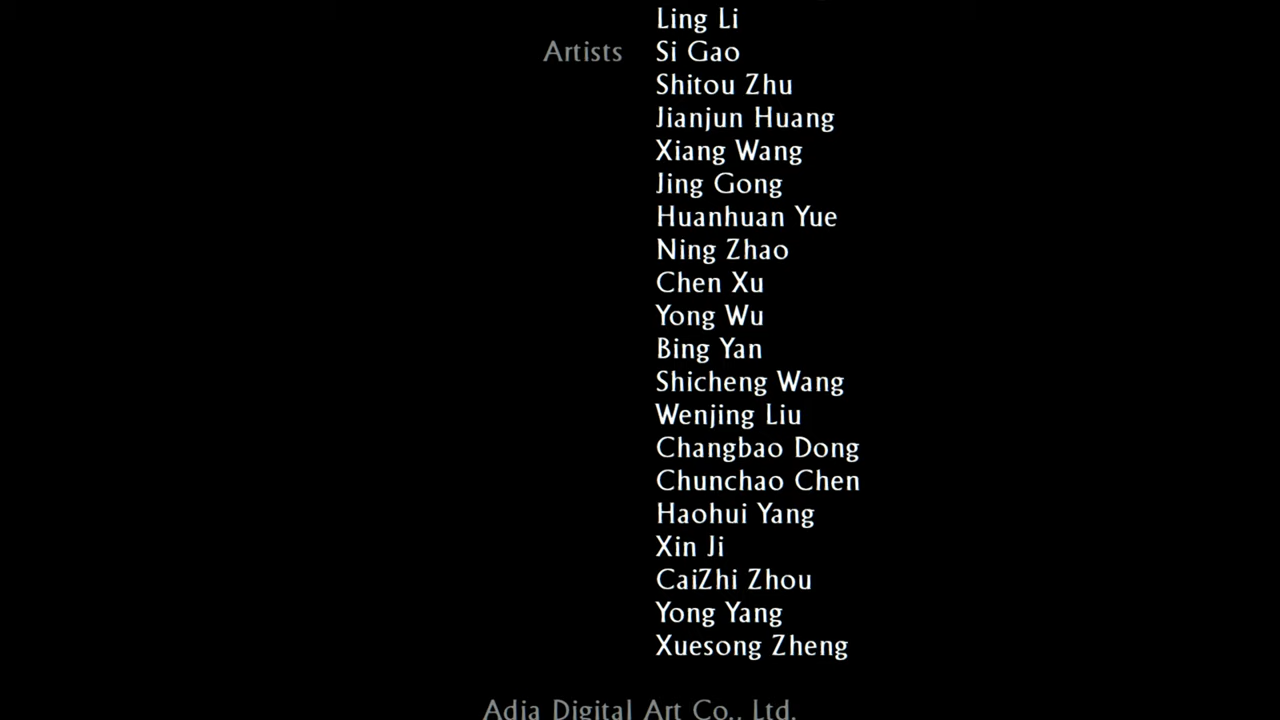 Ling Li
Artists Si Gao
Shitou Zhu
Jianjun Huang
Xiang Wang
Jing Gong
Huanhuan Yue
Ning Zhao
Chen Xu
Yong Wu
Bing Yan
Shicheng Wang
Wenjing Liu
Changbao Dong
Chunchao Chen
Haohui Yang
Xin Ji
CaiZhi Zhou
Yong Yang
Xuesong Zheng
Adia Digital Art Co., Ltd.